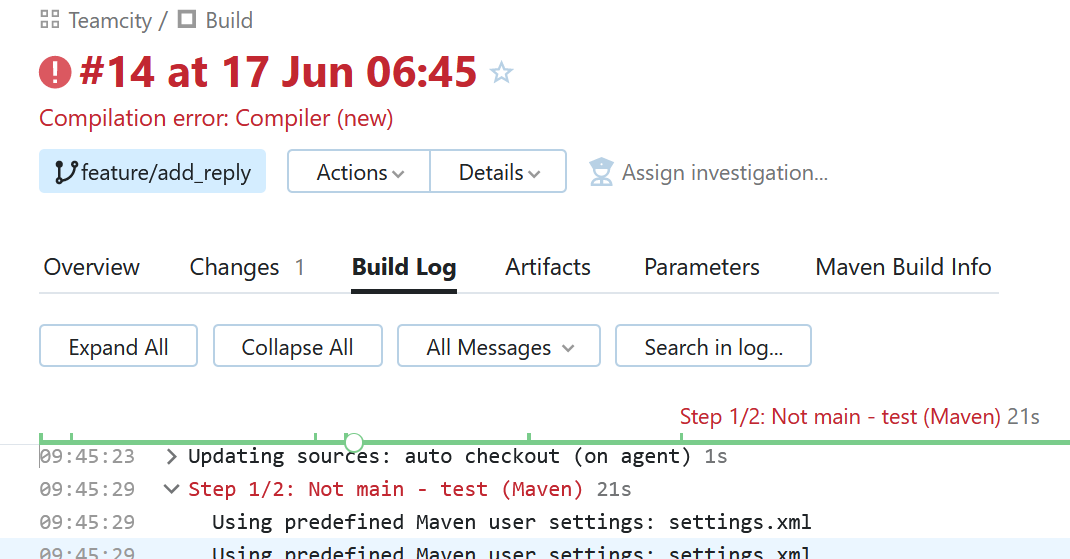 Teamcity / Build
#14 at 17 Jun 06:45
Compilation error: Compiler (new)
feature/add_reply Actions Details Assign investigation...
Overview Changes 1 Build Log Artifacts Parameters Maven Build Info
Expand All Collapse All All Messages Search in log...
Step 1/2: Not main - test (Maven) 21s
09:45:23 Updating sources: auto checkout (on agent) 1s
09:45:29 Step 1/2: Not main - test (Maven) 21s
09:45:29 Using predefined Maven user settings: settings.xml
09:45:29 Using predefined Maven user settings: settings.xml